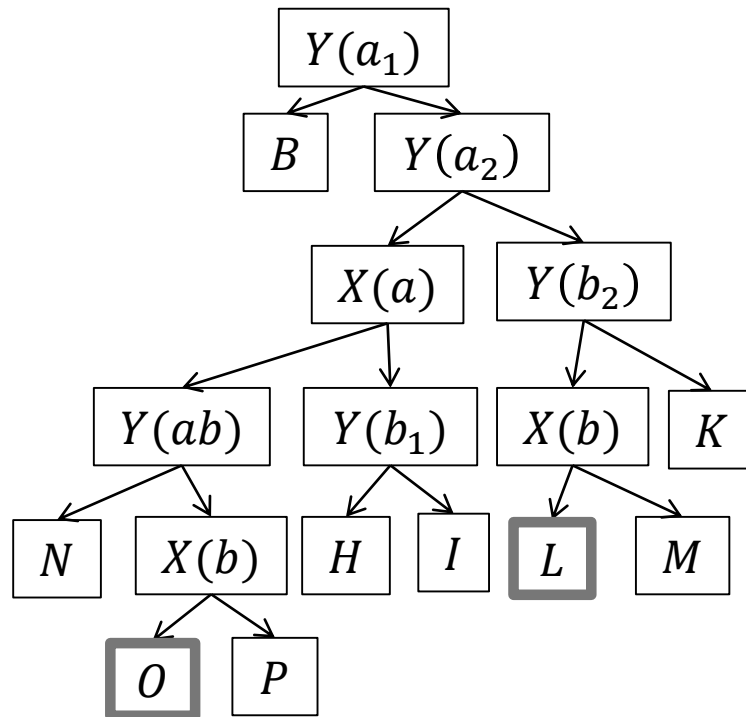 Y(a₁)
B Y(a₂)
X(a) Y(b₂)
Y(ab) Y(b₁) X(b) K
N X(b) H I L M
O P